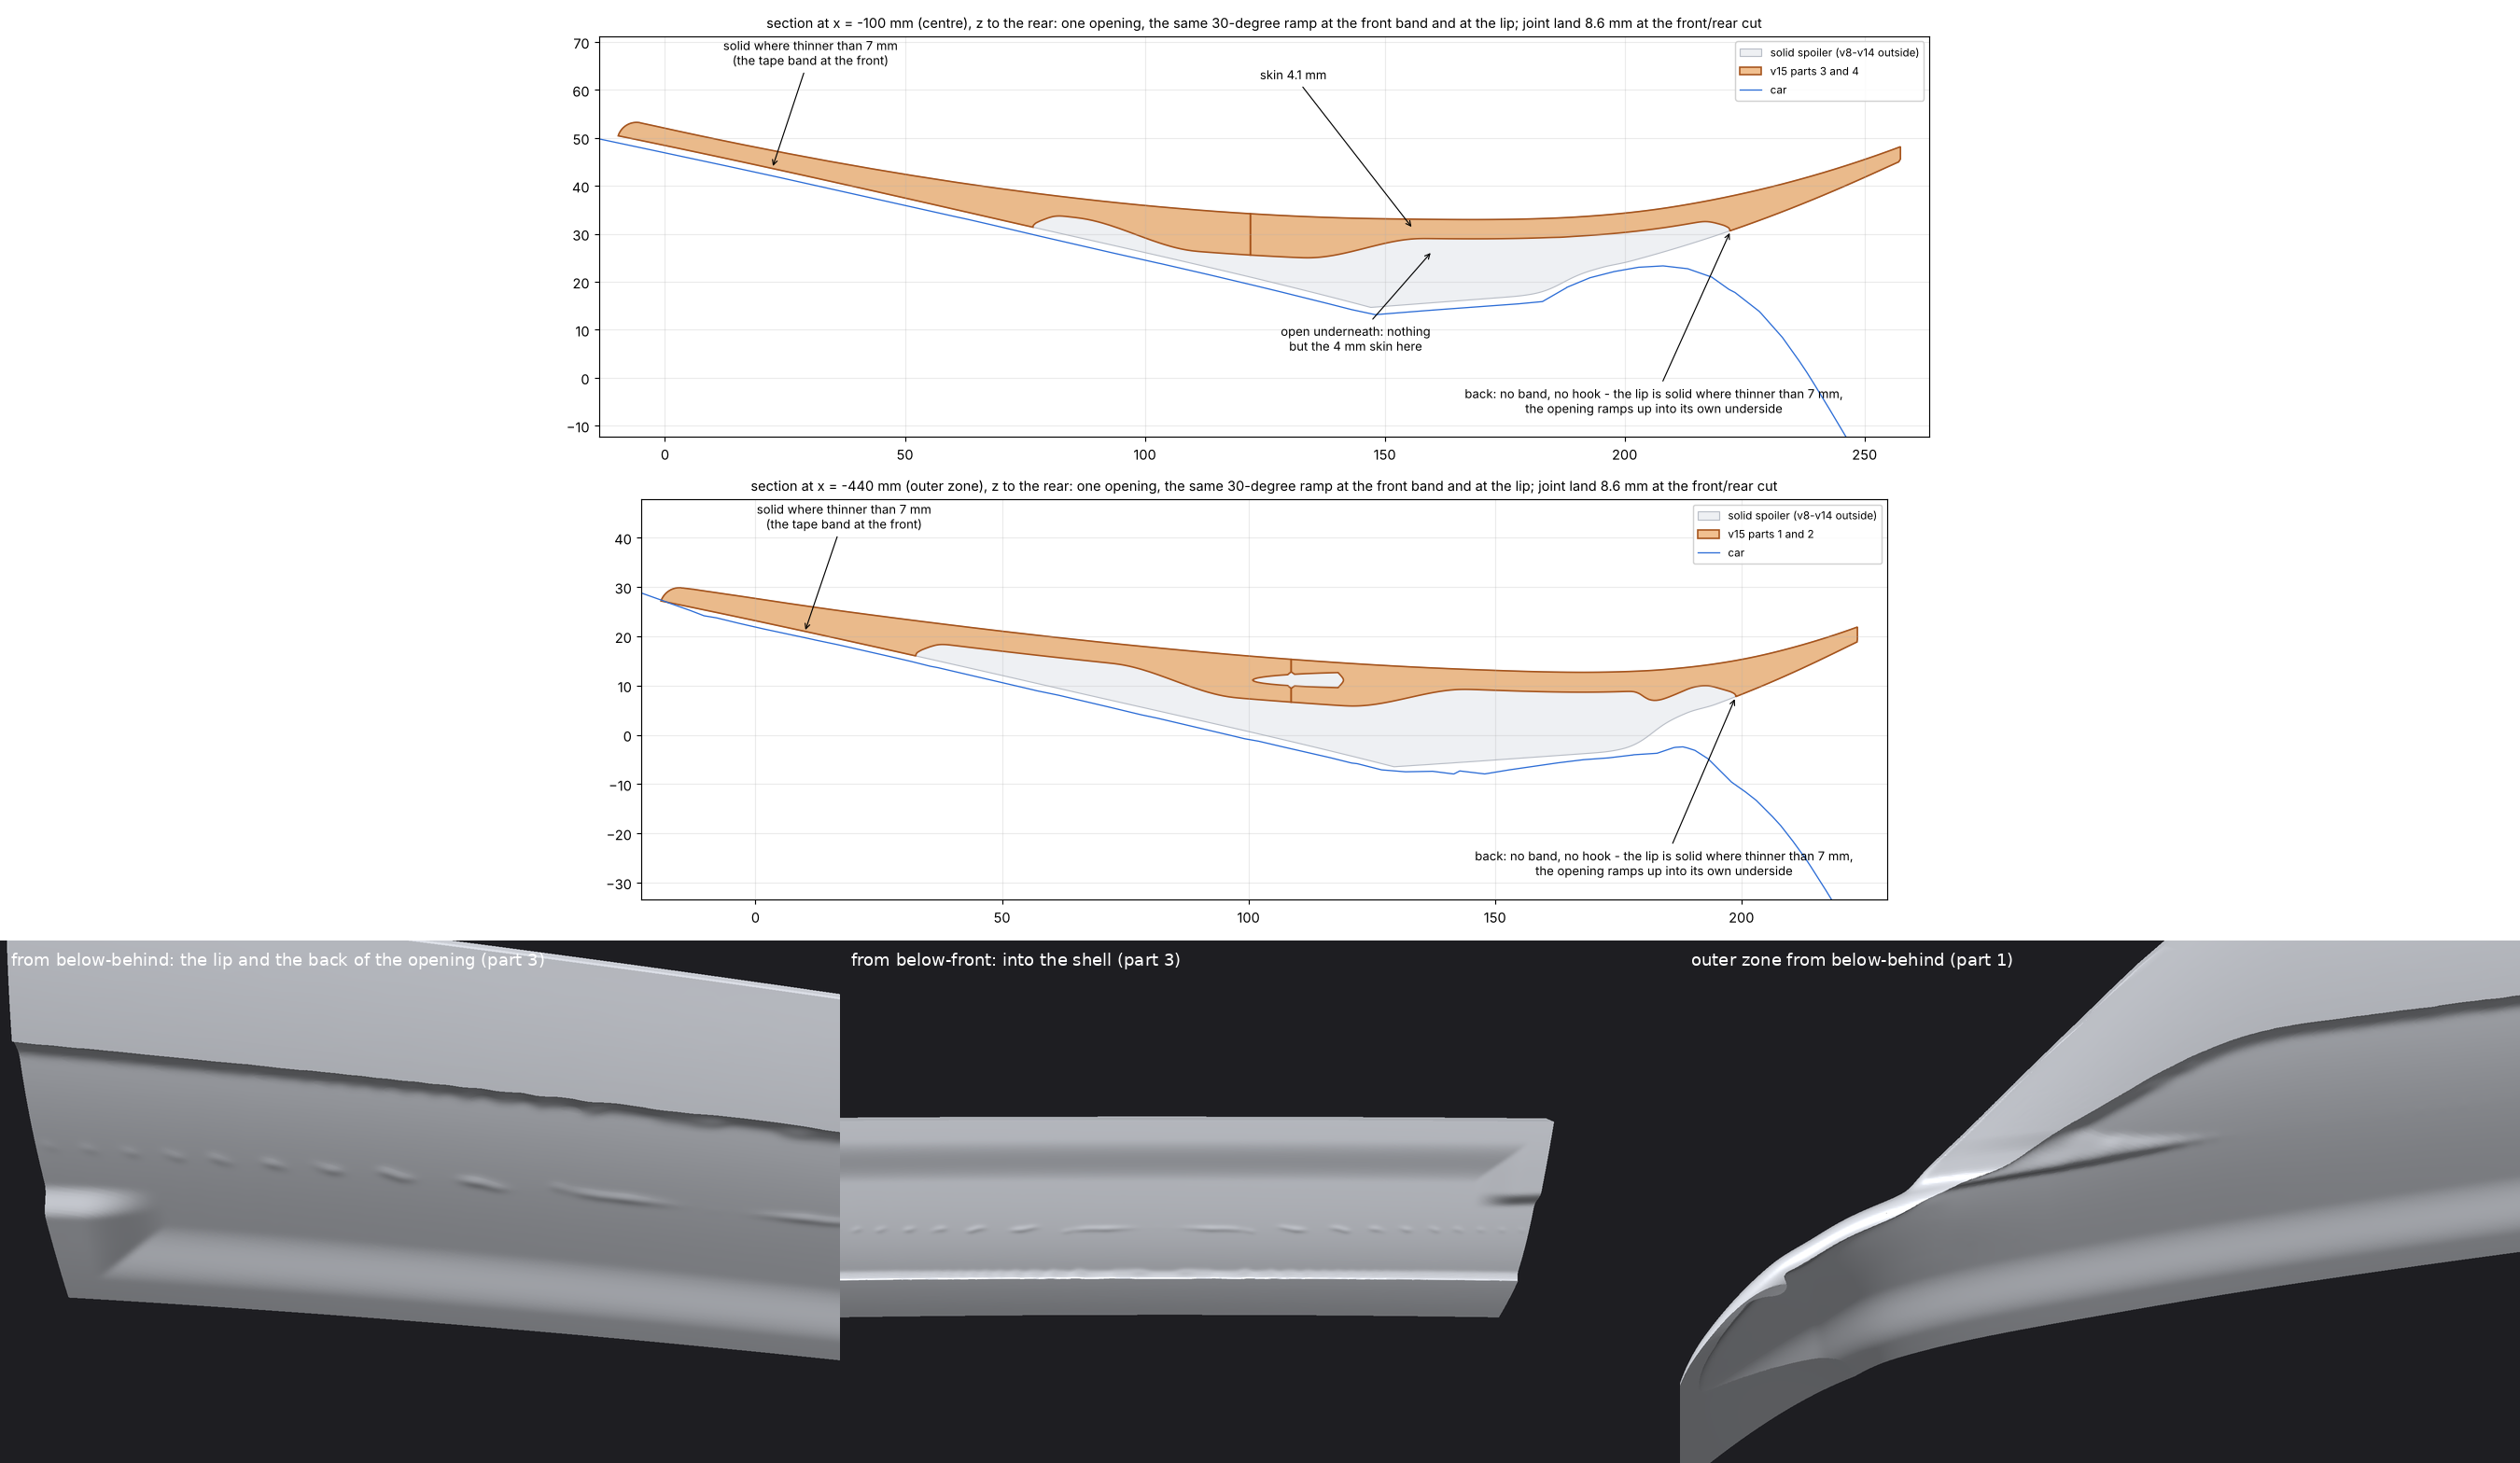 section at x = -100 mm (centre), z to the rear: one opening, the same 30-degree ramp at the front band and at the lip; joint land 8.6 mm at the front/rear cut
solid where thinner than 7 mm
(the tape band at the front)
skin 4.1 mm
solid spoiler (v8-v14 outside)
v15 parts 3 and 4
car
open underneath: nothing
but the 4 mm skin here
back: no band, no hook - the lip is solid where thinner than 7 mm,
the opening ramps up into its own underside
70
60
50
40
30
20
10
0
−10
0
50
100
150
200
250
section at x = -440 mm (outer zone), z to the rear: one opening, the same 30-degree ramp at the front band and at the lip; joint land 8.6 mm at the front/rear cut
solid where thinner than 7 mm
(the tape band at the front)
solid spoiler (v8-v14 outside)
v15 parts 1 and 2
car
back: no band, no hook - the lip is solid where thinner than 7 mm,
the opening ramps up into its own underside
40
30
20
10
0
−10
−20
−30
0
50
100
150
200
from below-behind: the lip and the back of the opening (part 3)
from below-front: into the shell (part 3)
outer zone from below-behind (part 1)